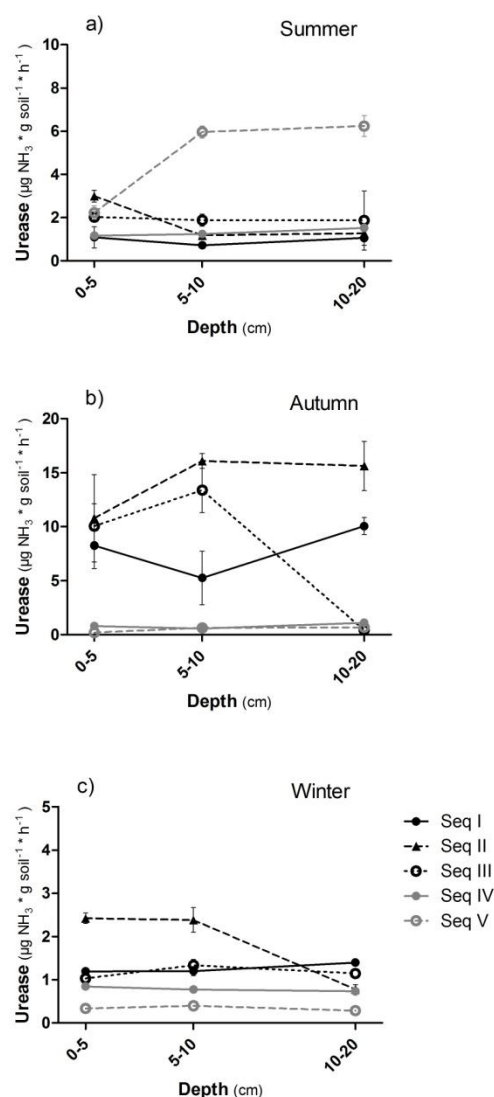 a)
Summer
Urease (µg NH₃ * g soil⁻¹ * h⁻¹)
10
8
6
4
2
0
0-5
5-10
10-20
Depth (cm)
b)
Autumn
Urease (µg NH₃ * g soil⁻¹ * h⁻¹)
20
15
10
5
0
0-5
5-10
10-20
Depth (cm)
c)
Winter
Urease (µg NH₃ * g soil⁻¹ * h⁻¹)
5
4
3
2
1
0
0-5
5-10
10-20
Depth (cm)
Seq I
Seq II
Seq III
Seq IV
Seq V